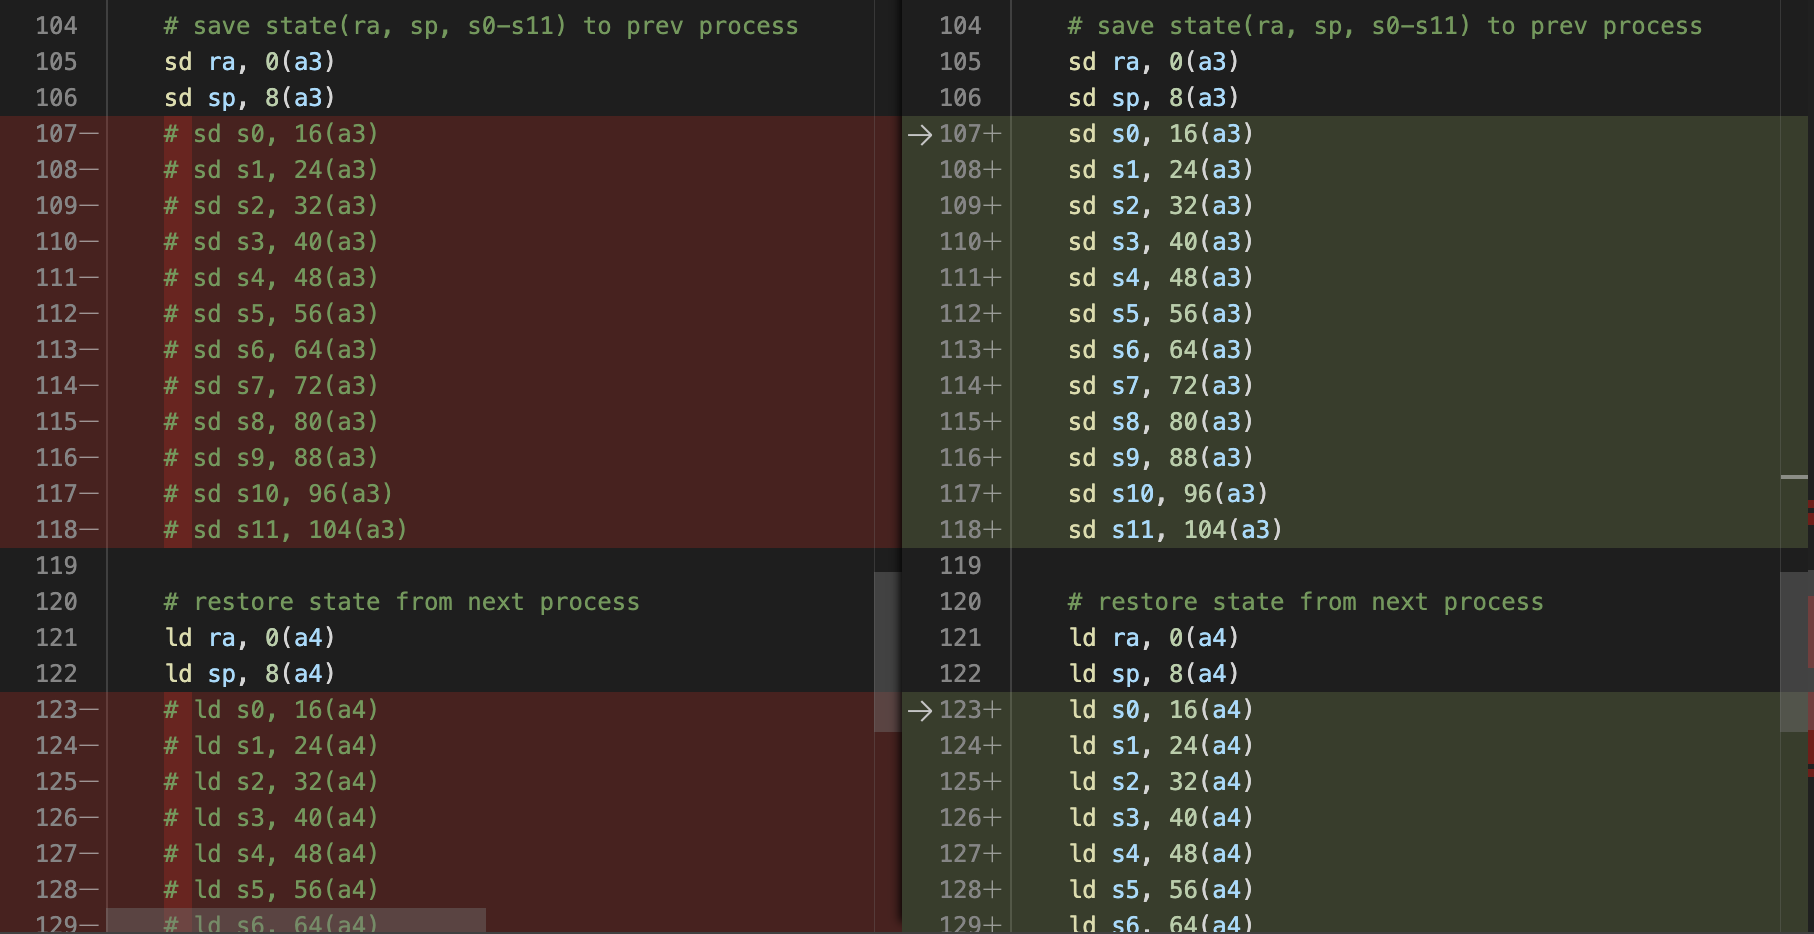 104 # save state(ra, sp, s0-s11) to prev process
105 sd ra, 0(a3)
106 sd sp, 8(a3)
107— # sd s0, 16(a3)
108— # sd s1, 24(a3)
109— # sd s2, 32(a3)
110— # sd s3, 40(a3)
111— # sd s4, 48(a3)
112— # sd s5, 56(a3)
113— # sd s6, 64(a3)
114— # sd s7, 72(a3)
115— # sd s8, 80(a3)
116— # sd s9, 88(a3)
117— # sd s10, 96(a3)
118— # sd s11, 104(a3)
119
120 # restore state from next process
121 ld ra, 0(a4)
122 ld sp, 8(a4)
123— # ld s0, 16(a4)
124— # ld s1, 24(a4)
125— # ld s2, 32(a4)
126— # ld s3, 40(a4)
127— # ld s4, 48(a4)
128— # ld s5, 56(a4)
129— # ld s6, 64(a4)
104 # save state(ra, sp, s0-s11) to prev process
105 sd ra, 0(a3)
106 sd sp, 8(a3)
→107+ sd s0, 16(a3)
108+ sd s1, 24(a3)
109+ sd s2, 32(a3)
110+ sd s3, 40(a3)
111+ sd s4, 48(a3)
112+ sd s5, 56(a3)
113+ sd s6, 64(a3)
114+ sd s7, 72(a3)
115+ sd s8, 80(a3)
116+ sd s9, 88(a3)
117+ sd s10, 96(a3)
118+ sd s11, 104(a3)
119
120 # restore state from next process
121 ld ra, 0(a4)
122 ld sp, 8(a4)
→123+ ld s0, 16(a4)
124+ ld s1, 24(a4)
125+ ld s2, 32(a4)
126+ ld s3, 40(a4)
127+ ld s4, 48(a4)
128+ ld s5, 56(a4)
129+ ld s6, 64(a4)